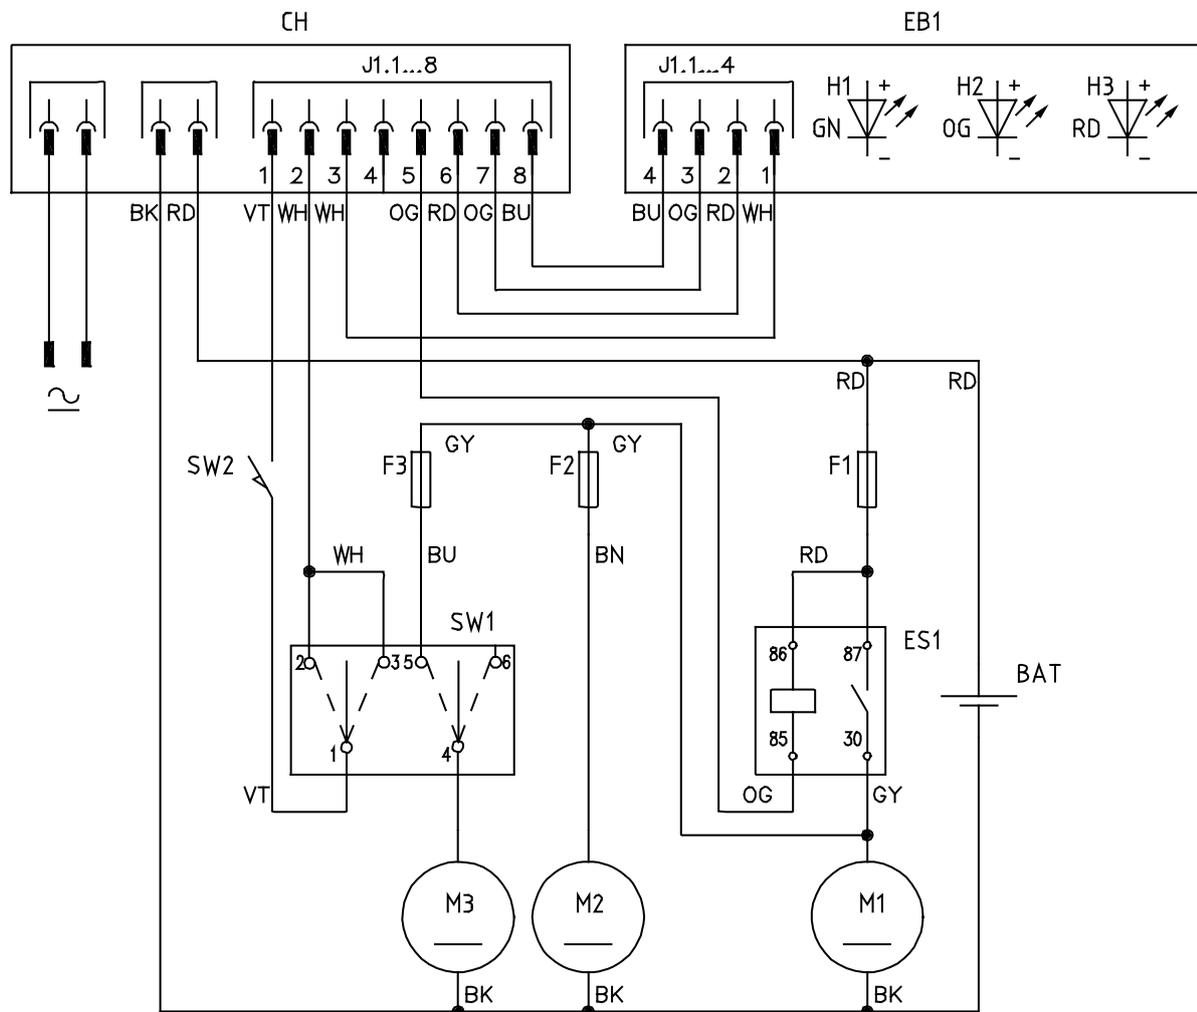 CH EB1
J1.1...8 J1.1...4
H1 + H2 + H3 +
GN OG RD
- - -
1 2 3 4 5 6 7 8 4 3 2 1
BK RD VT WH WH OG RD OG BU BU OG RD WH
RD RD
GY GY
SW2 F3 F2 F1
WH BU BN RD
SW1 ES1
2 3 5 6 86 87
BAT
1 4 85 30
VT OG GY
M3 M2 M1
BK BK BK